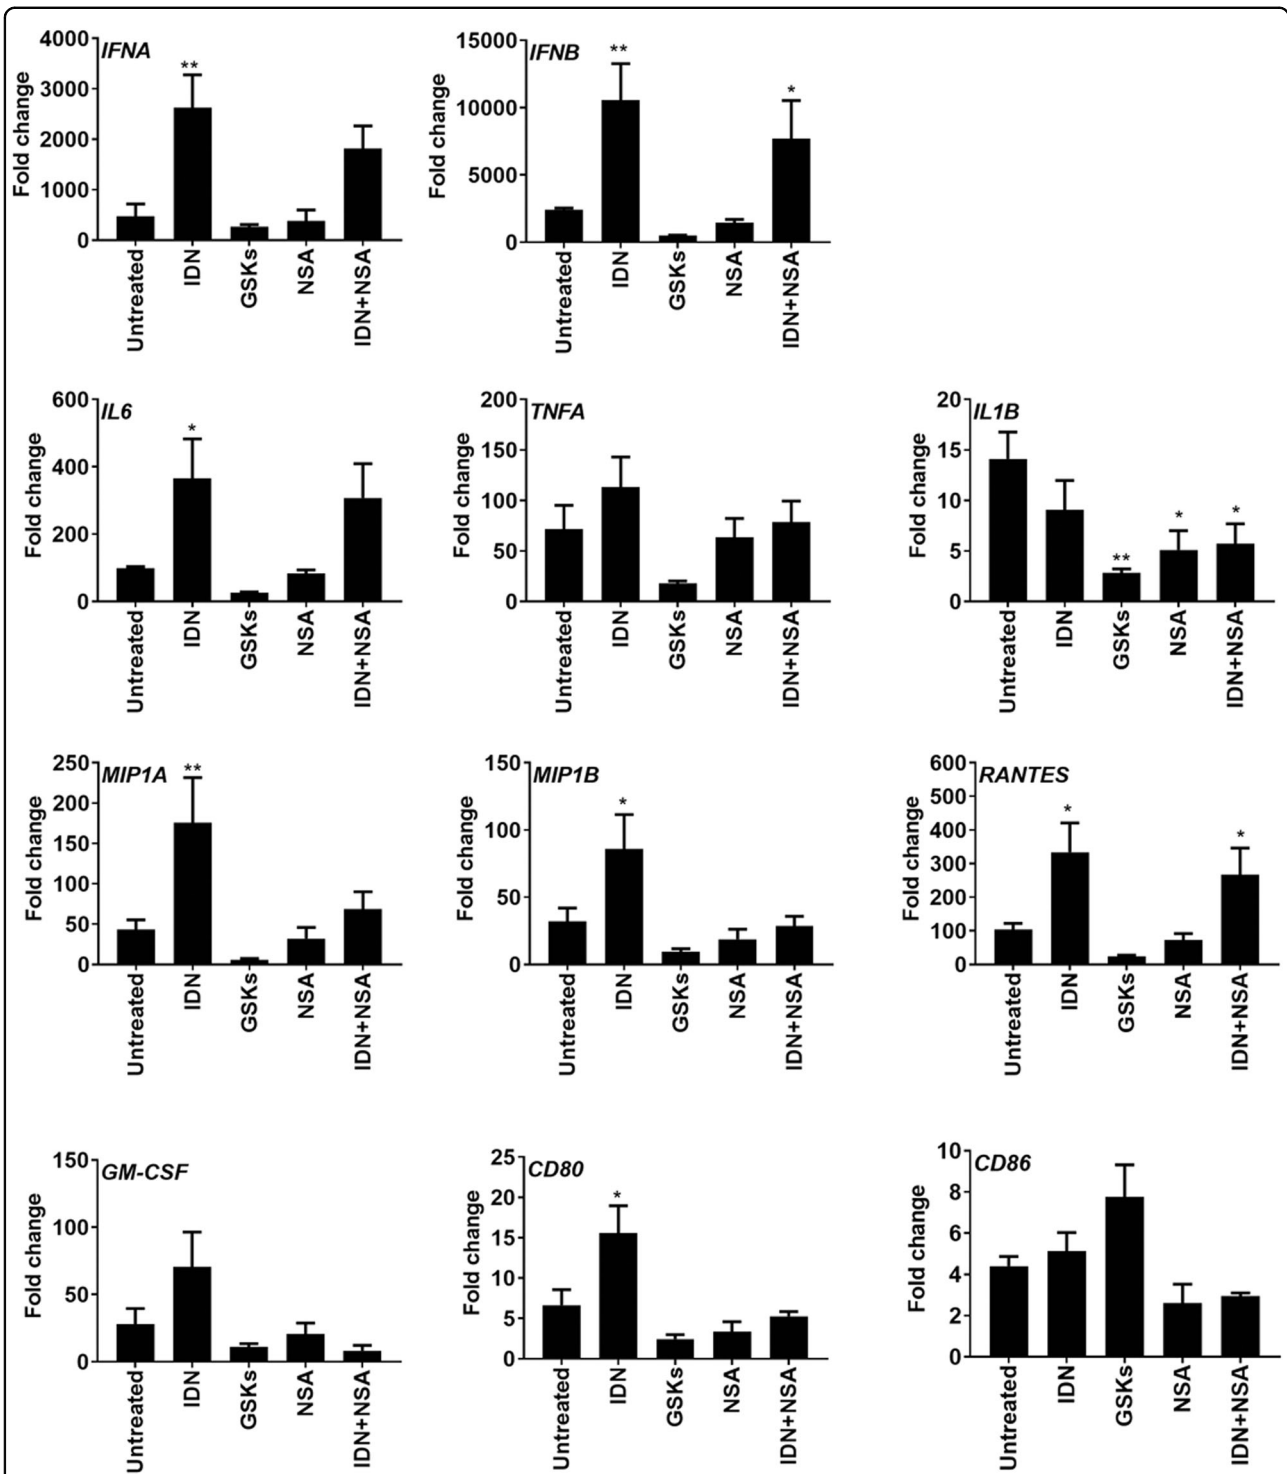 IFNA
**
Fold change
4000
3000
2000
1000
0
Untreated
IDN
GSKs
NSA
IDN+NSA
IFNB
**
*
Fold change
15000
10000
5000
0
Untreated
IDN
GSKs
NSA
IDN+NSA
IL6
*
Fold change
600
400
200
0
Untreated
IDN
GSKs
NSA
IDN+NSA
TNFA
Fold change
200
150
100
50
0
Untreated
IDN
GSKs
NSA
IDN+NSA
IL1B
**
*
*
Fold change
20
15
10
5
0
Untreated
IDN
GSKs
NSA
IDN+NSA
MIP1A
**
Fold change
250
200
150
100
50
0
Untreated
IDN
GSKs
NSA
IDN+NSA
MIP1B
*
Fold change
150
100
50
0
Untreated
IDN
GSKs
NSA
IDN+NSA
RANTES
*
*
Fold change
600
500
400
300
200
100
0
Untreated
IDN
GSKs
NSA
IDN+NSA
GM-CSF
Fold change
150
100
50
0
Untreated
IDN
GSKs
NSA
IDN+NSA
CD80
*
Fold change
25
20
15
10
5
0
Untreated
IDN
GSKs
NSA
IDN+NSA
CD86
Fold change
10
8
6
4
2
0
Untreated
IDN
GSKs
NSA
IDN+NSA